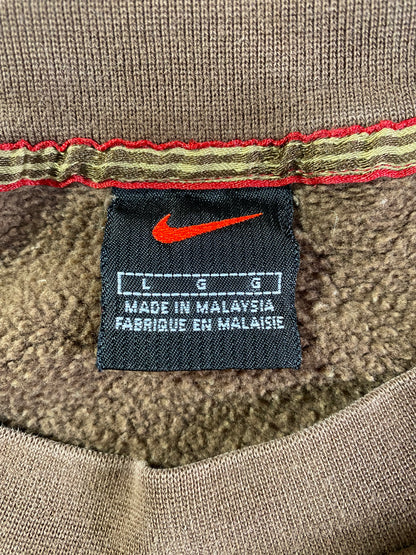 L G G
MADE IN MALAYSIA
FABRIQUE EN MALAISIE